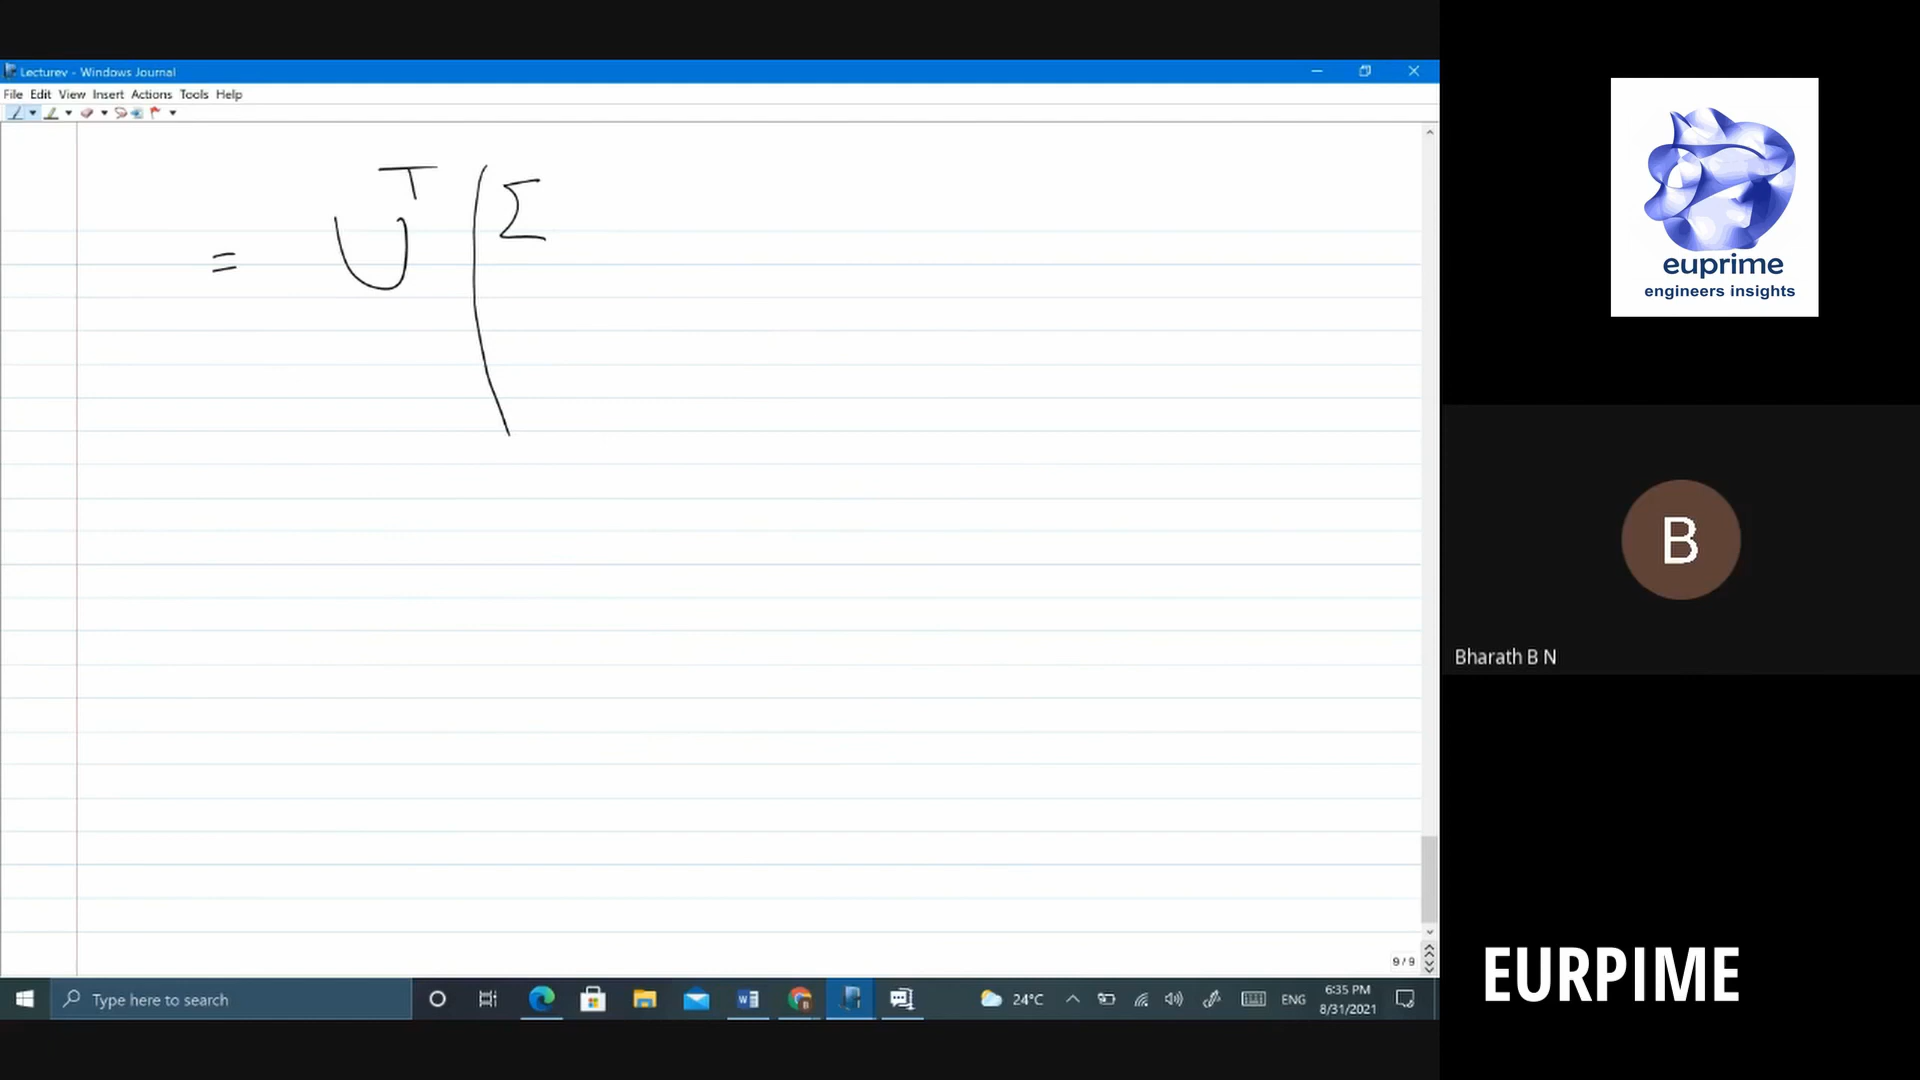 Lecturev - Windows Journal
File Edit View Insert Actions Tools Help
= U^T ( Σ
euprime
engineers insights
B
Bharath B N
EURPIME
9 / 9
Type here to search
24°C
ENG
6:35 PM
8/31/2021